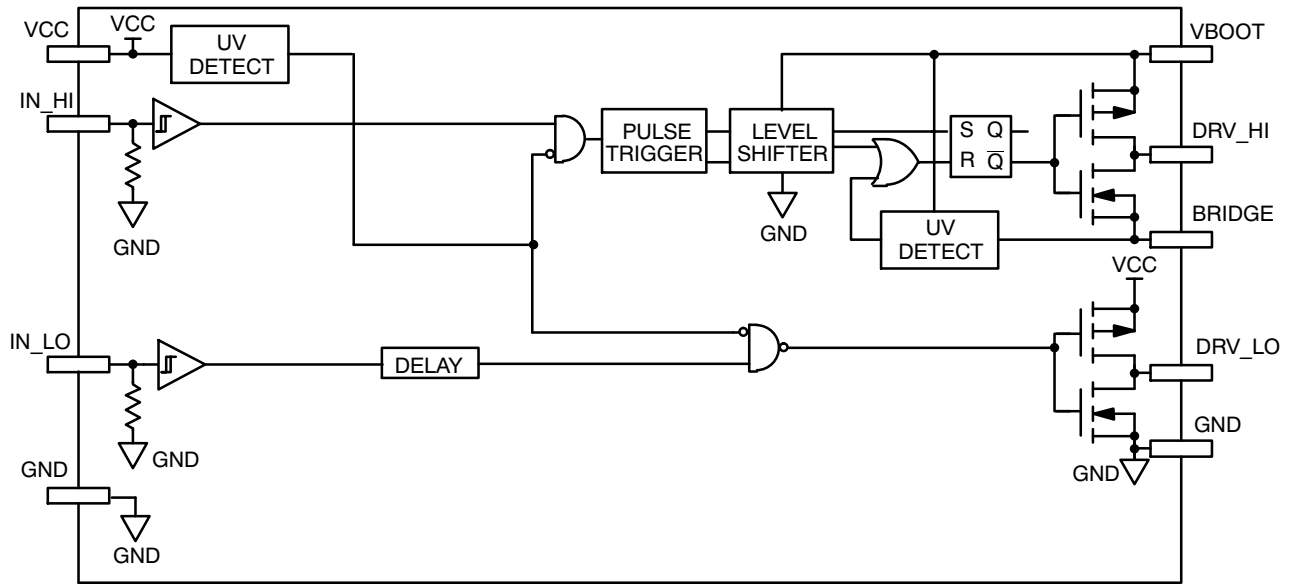 VCC
VCC
UV
DETECT
VBOOT
IN_HI
PULSE
TRIGGER
LEVEL
SHIFTER
S Q
R Q̅
DRV_HI
GND
GND
UV
DETECT
BRIDGE
VCC
IN_LO
DELAY
DRV_LO
GND
GND
GND
GND
GND